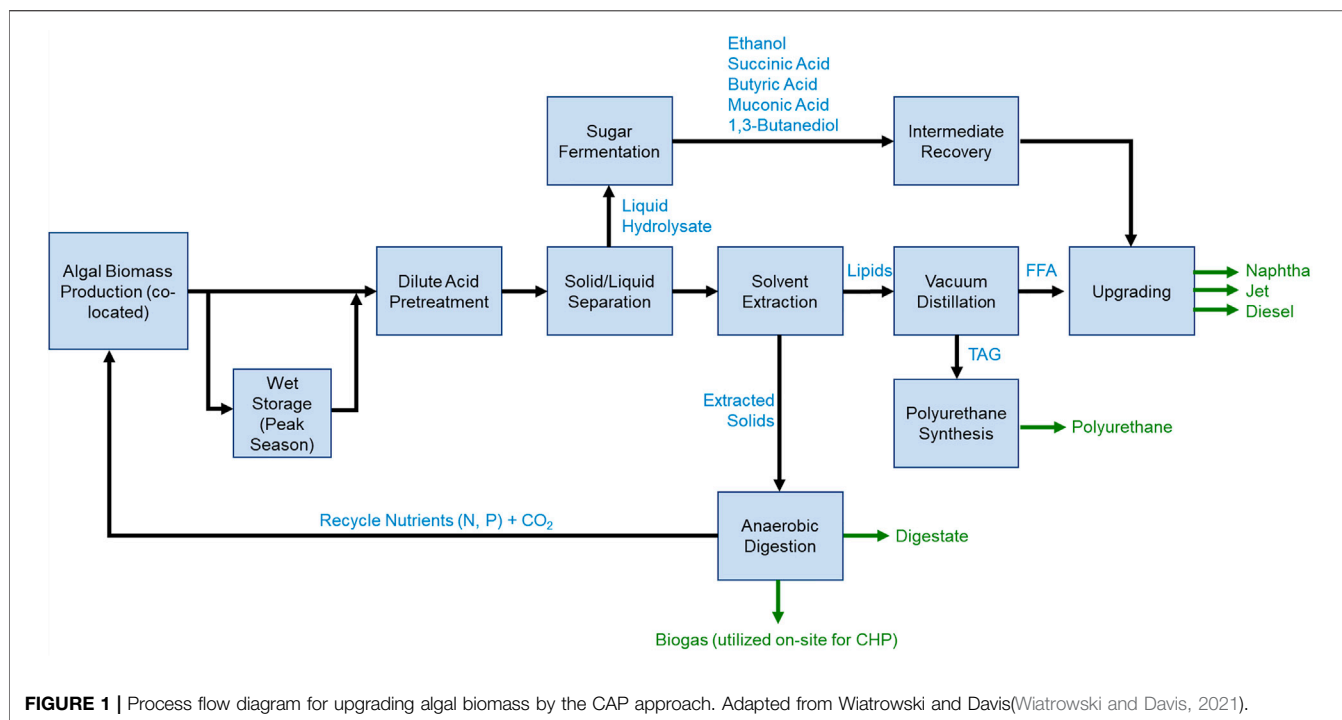 Ethanol
Succinic Acid
Butyric Acid
Muconic Acid
1,3-Butanediol
Sugar
Fermentation
Intermediate
Recovery
Liquid
Hydrolysate
Algal Biomass
Production (co-
located)
Dilute Acid
Pretreatment
Solid/Liquid
Separation
Solvent
Extraction
Lipids
Vacuum
Distillation
FFA
Upgrading
Naphtha
Jet
Diesel
Wet
Storage
(Peak
Season)
TAG
Extracted
Solids
Polyurethane
Synthesis
Polyurethane
Recycle Nutrients (N, P) + CO₂
Anaerobic
Digestion
Digestate
Biogas (utilized on-site for CHP)
FIGURE 1 | Process flow diagram for upgrading algal biomass by the CAP approach. Adapted from Wiatrowski and Davis(Wiatrowski and Davis, 2021).